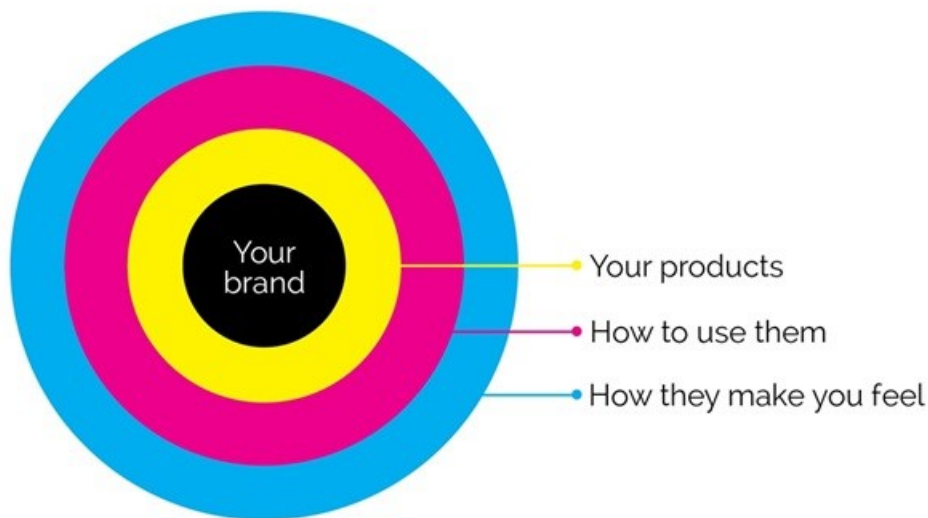 Your
brand
Your products
How to use them
How they make you feel